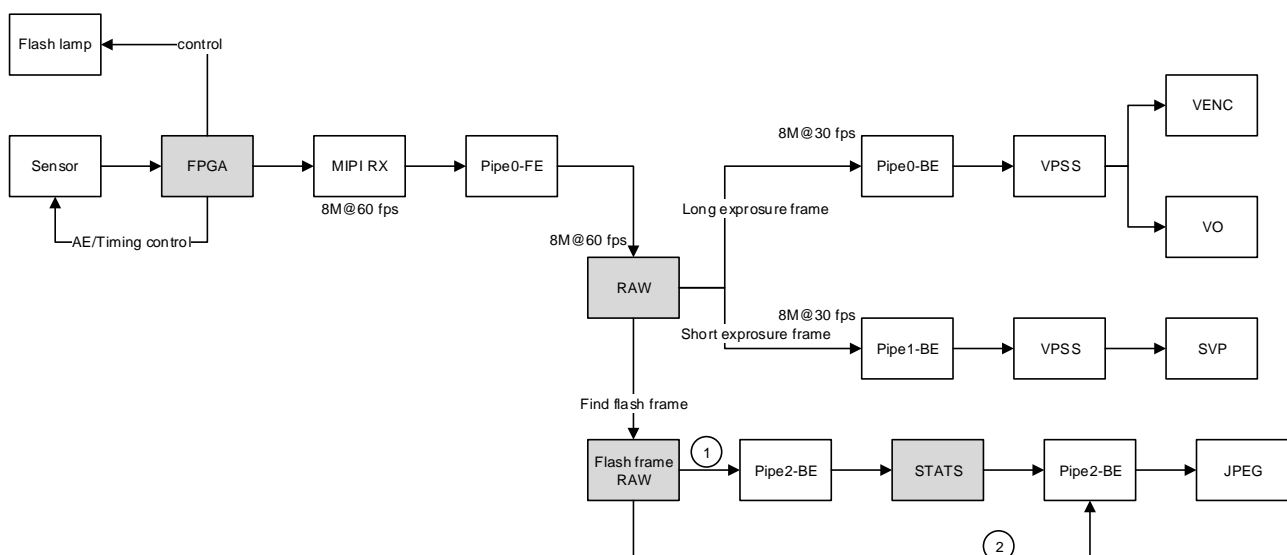 Flash lamp
control
VENC
8M@30 fps
Sensor
FPGA
MIPI RX
Pipe0-FE
Pipe0-BE
VPSS
8M@60 fps
Long exposure frame
AE/Timing control
8M@60 fps
VO
RAW
8M@30 fps
Short exposure frame
Pipe1-BE
VPSS
SVP
Find flash frame
1
Flash frame
RAW
Pipe2-BE
STATS
Pipe2-BE
JPEG
2